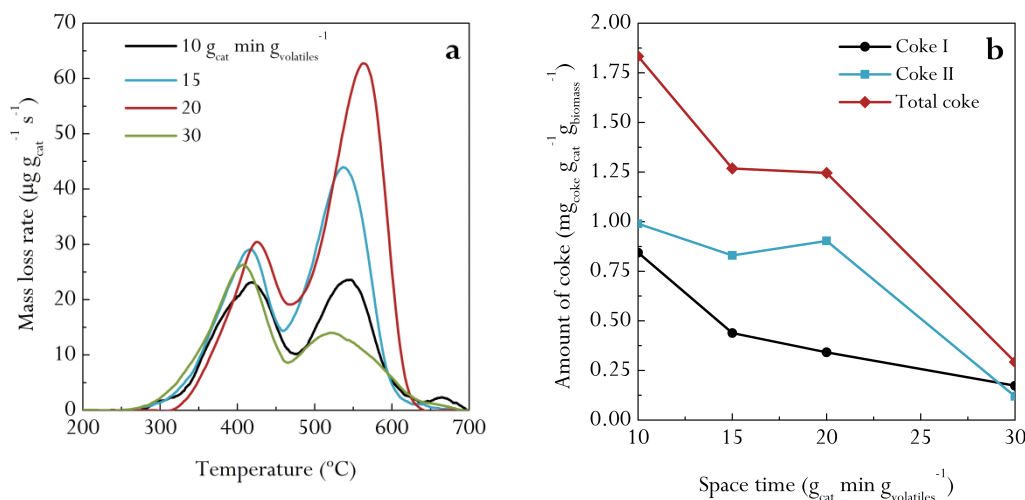 a
10 g_cat min g_volatiles^-1
15
20
30
Mass loss rate (µg g_cat^-1 s^-1)
70
60
50
40
30
20
10
0
200 300 400 500 600 700
Temperature (ºC)
b
Coke I
Coke II
Total coke
Amount of coke (mg_coke g_cat^-1 g_biomass^-1)
2.00
1.75
1.50
1.25
1.00
0.75
0.50
0.25
0.00
10 15 20 30
Space time (g_cat min g_volatiles^-1)